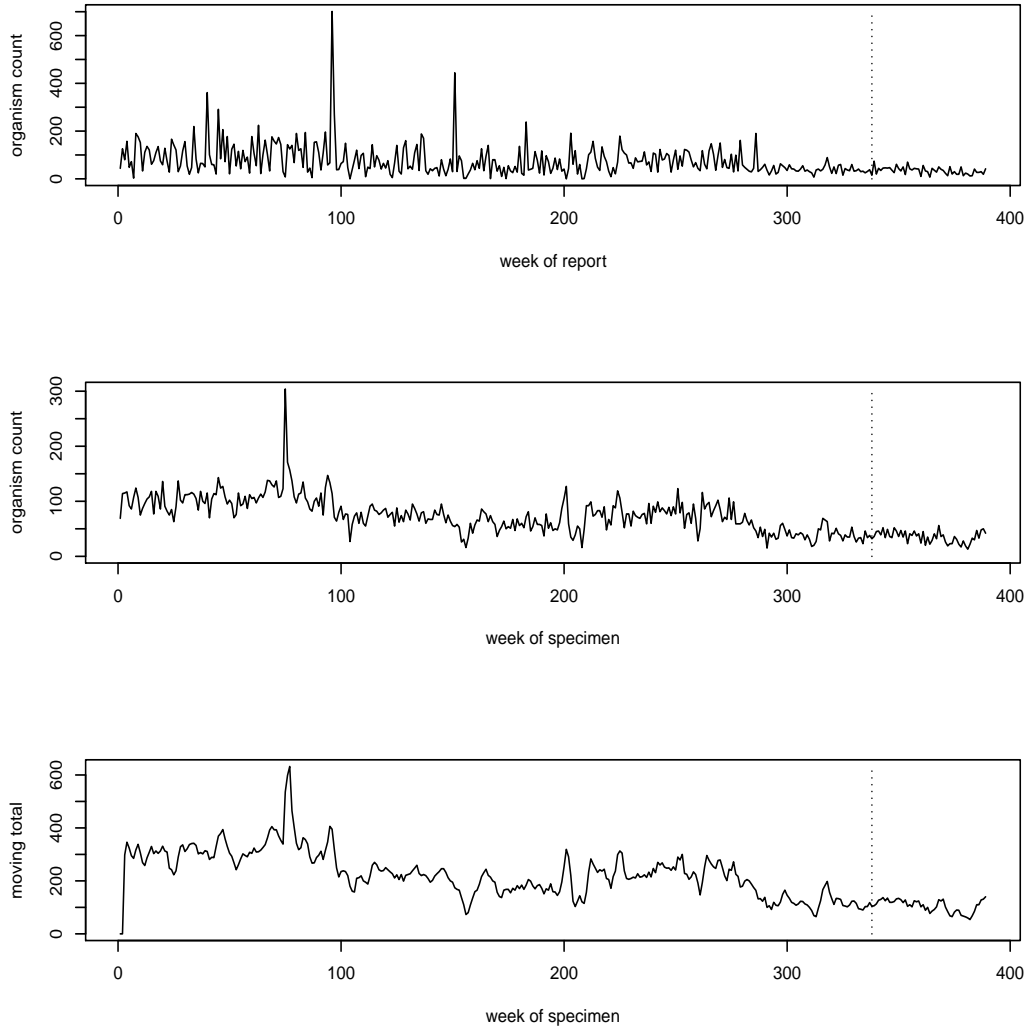 organism count
600
400
200
0
0 100 200 300 400
week of report
organism count
300
200
100
0
0 100 200 300 400
week of specimen
moving total
600
400
200
0
0 100 200 300 400
week of specimen